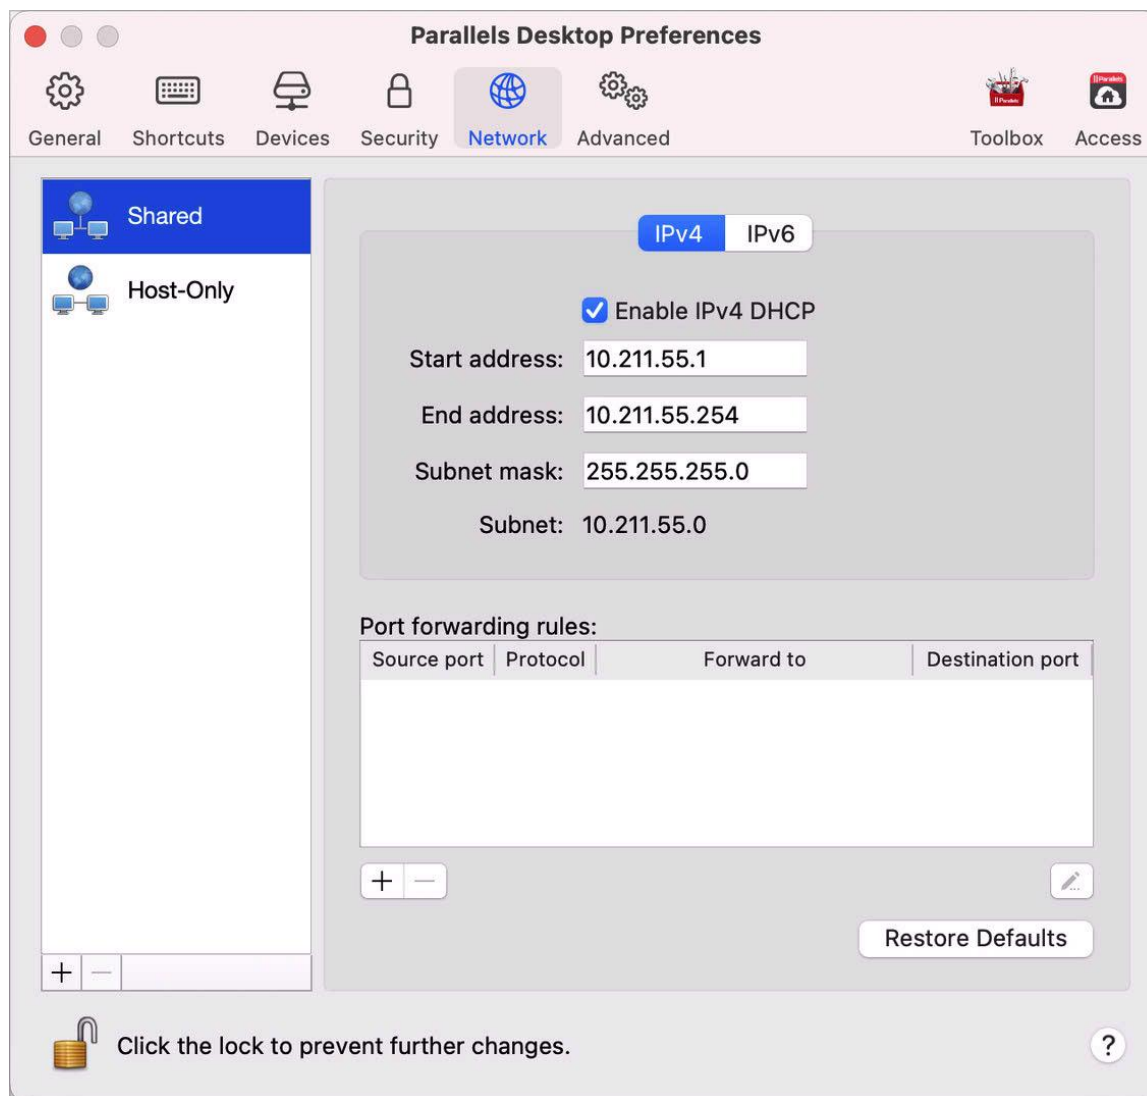 Parallels Desktop Preferences
General Shortcuts Devices Security Network Advanced Toolbox Access
Shared
Host-Only
IPv4 IPv6
Enable IPv4 DHCP
Start address: 10.211.55.1
End address: 10.211.55.254
Subnet mask: 255.255.255.0
Subnet: 10.211.55.0
Port forwarding rules:
Source port Protocol Forward to Destination port
Restore Defaults
Click the lock to prevent further changes. ?